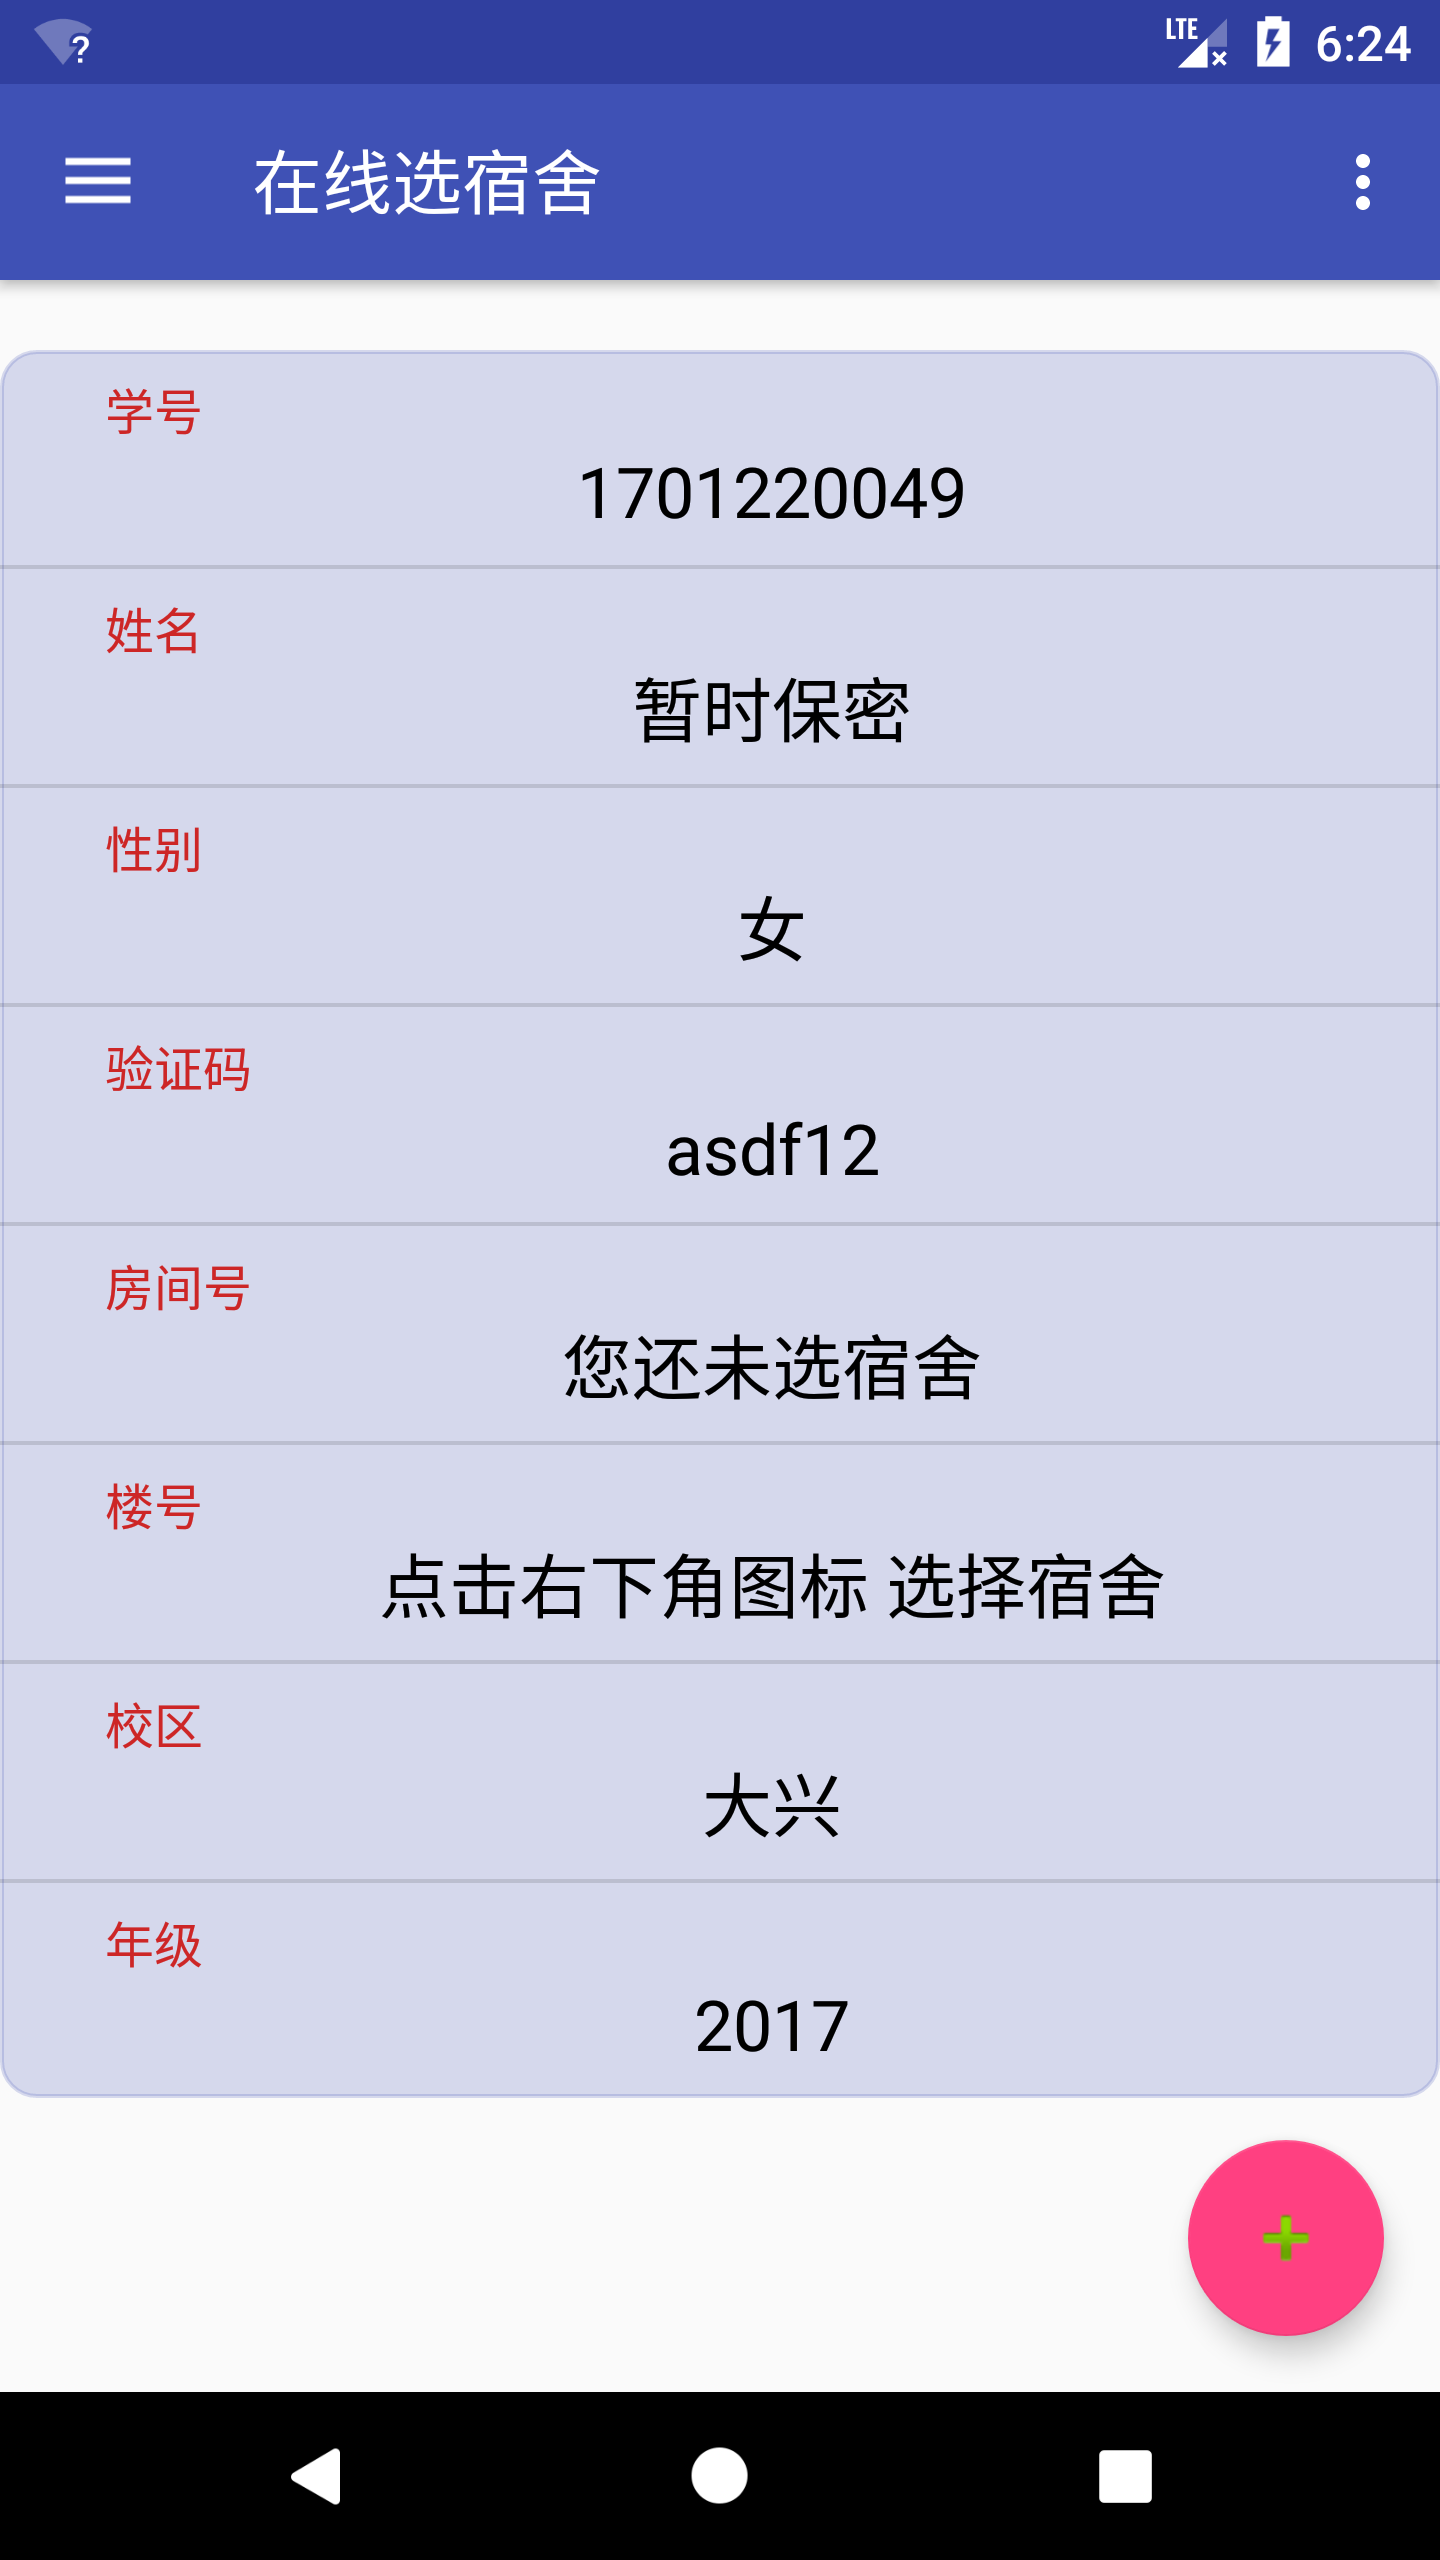 LTE 6:24
在线选宿舍
学号
1701220049
姓名
暂时保密
性别
女
验证码
asdf12
房间号
您还未选宿舍
楼号
点击右下角图标 选择宿舍
校区
大兴
年级
2017